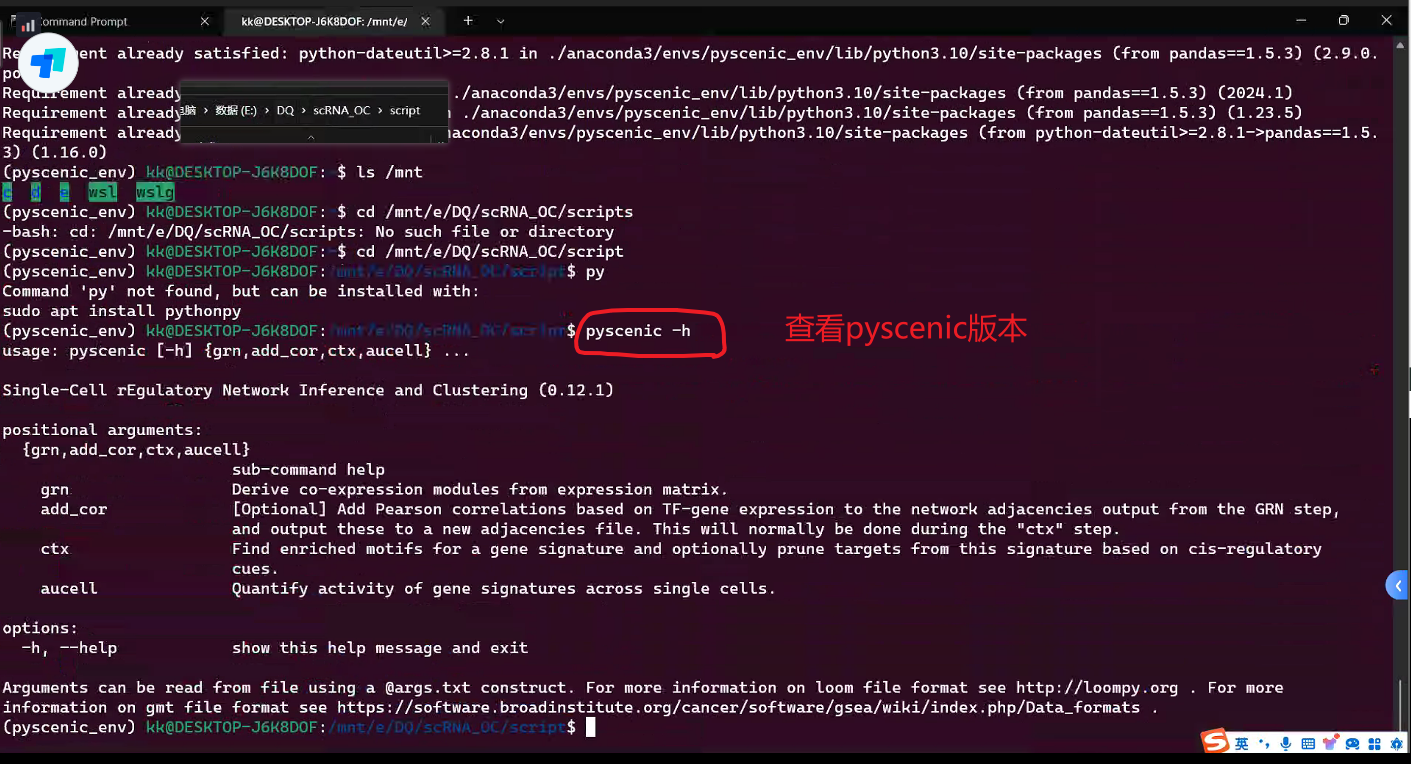 Command Prompt
kk@DESKTOP-J6K8DOF: /mnt/e/
Requirement already satisfied: python-dateutil>=2.8.1 in ./anaconda3/envs/pyscenic_env/lib/python3.10/site-packages (from pandas==1.5.3) (2.9.0.
Requirement already ./anaconda3/envs/pyscenic_env/lib/python3.10/site-packages (from pandas==1.5.3) (2024.1)
数据 (E:) › DQ › scRNA_OC › script
Requirement already ./anaconda3/envs/pyscenic_env/lib/python3.10/site-packages (from pandas==1.5.3) (1.23.5)
Requirement already naconda3/envs/pyscenic_env/lib/python3.10/site-packages (from python-dateutil>=2.8.1->pandas==1.5.
3) (1.16.0)
(pyscenic_env) kk@DESKTOP-J6K8DOF:~$ ls /mnt
c d e wsl wslg
(pyscenic_env) kk@DESKTOP-J6K8DOF:~$ cd /mnt/e/DQ/scRNA_OC/scripts
-bash: cd: /mnt/e/DQ/scRNA_OC/scripts: No such file or directory
(pyscenic_env) kk@DESKTOP-J6K8DOF:~$ cd /mnt/e/DQ/scRNA_OC/script
(pyscenic_env) kk@DESKTOP-J6K8DOF:/mnt/e/DQ/scRNA_OC/script$ py
Command 'py' not found, but can be installed with:
sudo apt install pythonpy
(pyscenic_env) kk@DESKTOP-J6K8DOF:/mnt/e/DQ/scRNA_OC/script$ pyscenic -h
查看pyscenic版本
usage: pyscenic [-h] {grn,add_cor,ctx,aucell} ...
Single-Cell rEgulatory Network Inference and Clustering (0.12.1)
positional arguments:
{grn,add_cor,ctx,aucell}
sub-command help
grn Derive co-expression modules from expression matrix.
add_cor [Optional] Add Pearson correlations based on TF-gene expression to the network adjacencies output from the GRN step,
and output these to a new adjacencies file. This will normally be done during the "ctx" step.
ctx Find enriched motifs for a gene signature and optionally prune targets from this signature based on cis-regulatory
cues.
aucell Quantify activity of gene signatures across single cells.
options:
-h, --help show this help message and exit
Arguments can be read from file using a @args.txt construct. For more information on loom file format see http://loompy.org . For more
information on gmt file format see https://software.broadinstitute.org/cancer/software/gsea/wiki/index.php/Data_formats .
(pyscenic_env) kk@DESKTOP-J6K8DOF:/mnt/e/DQ/scRNA_OC/script$
英